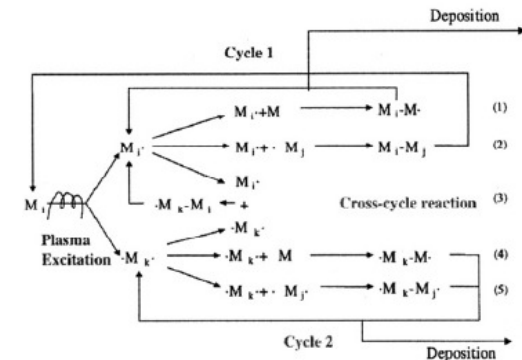 Deposition
Cycle 1
M i·+M M i-M· (1)
M i· M i·+· M j M i-M j (2)
M i·
M i ·M k-M i + Cross-cycle reaction (3)
·M k·
Plasma
Excitation ·M k· ·M k·+ M ·M k-M· (4)
·M k·+· M j· ·M k-M j· (5)
Cycle 2
Deposition